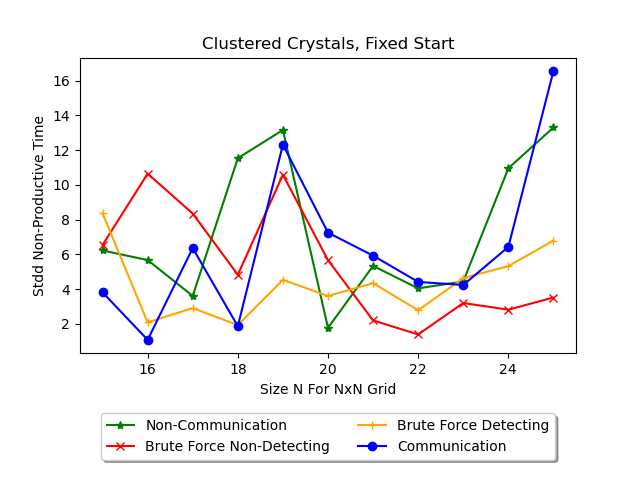 Clustered Crystals, Fixed Start
Stdd Non-Productive Time
16
14
12
10
8
6
4
2
16 18 20 22 24
Size N For NxN Grid
Non-Communication
Brute Force Non-Detecting
Brute Force Detecting
Communication